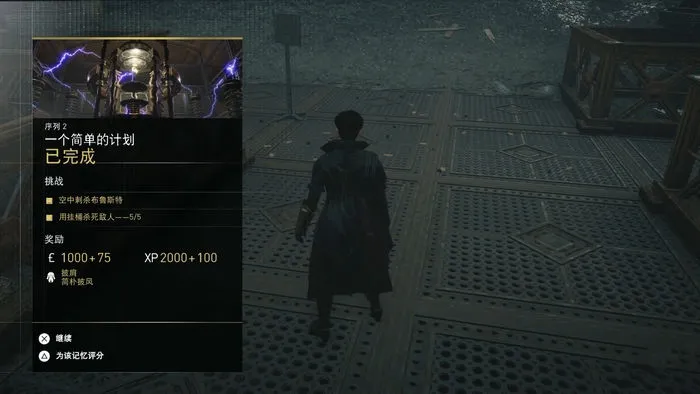 序列 2
一个简单的计划
已完成
挑战
空中刺杀布鲁斯特
用挂桶杀死敌人——5/5
奖励
£ 1000+75 XP 2000+100
披肩
简朴披风
继续
为该记忆评分